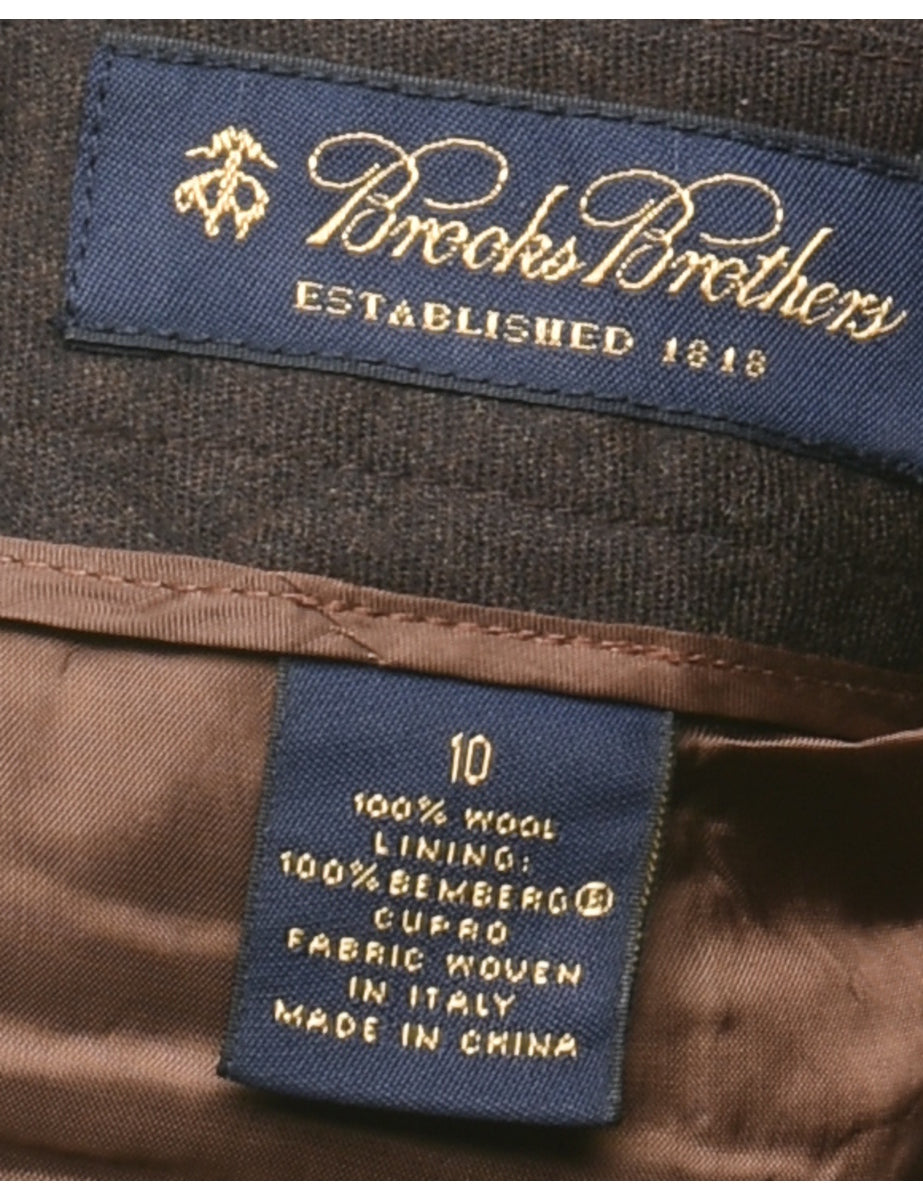 Brooks Brothers
ESTABLISHED 1818
10
100% WOOL
LINING:
100% BEMBERG®
CUPRO
FABRIC WOVEN
IN ITALY
MADE IN CHINA